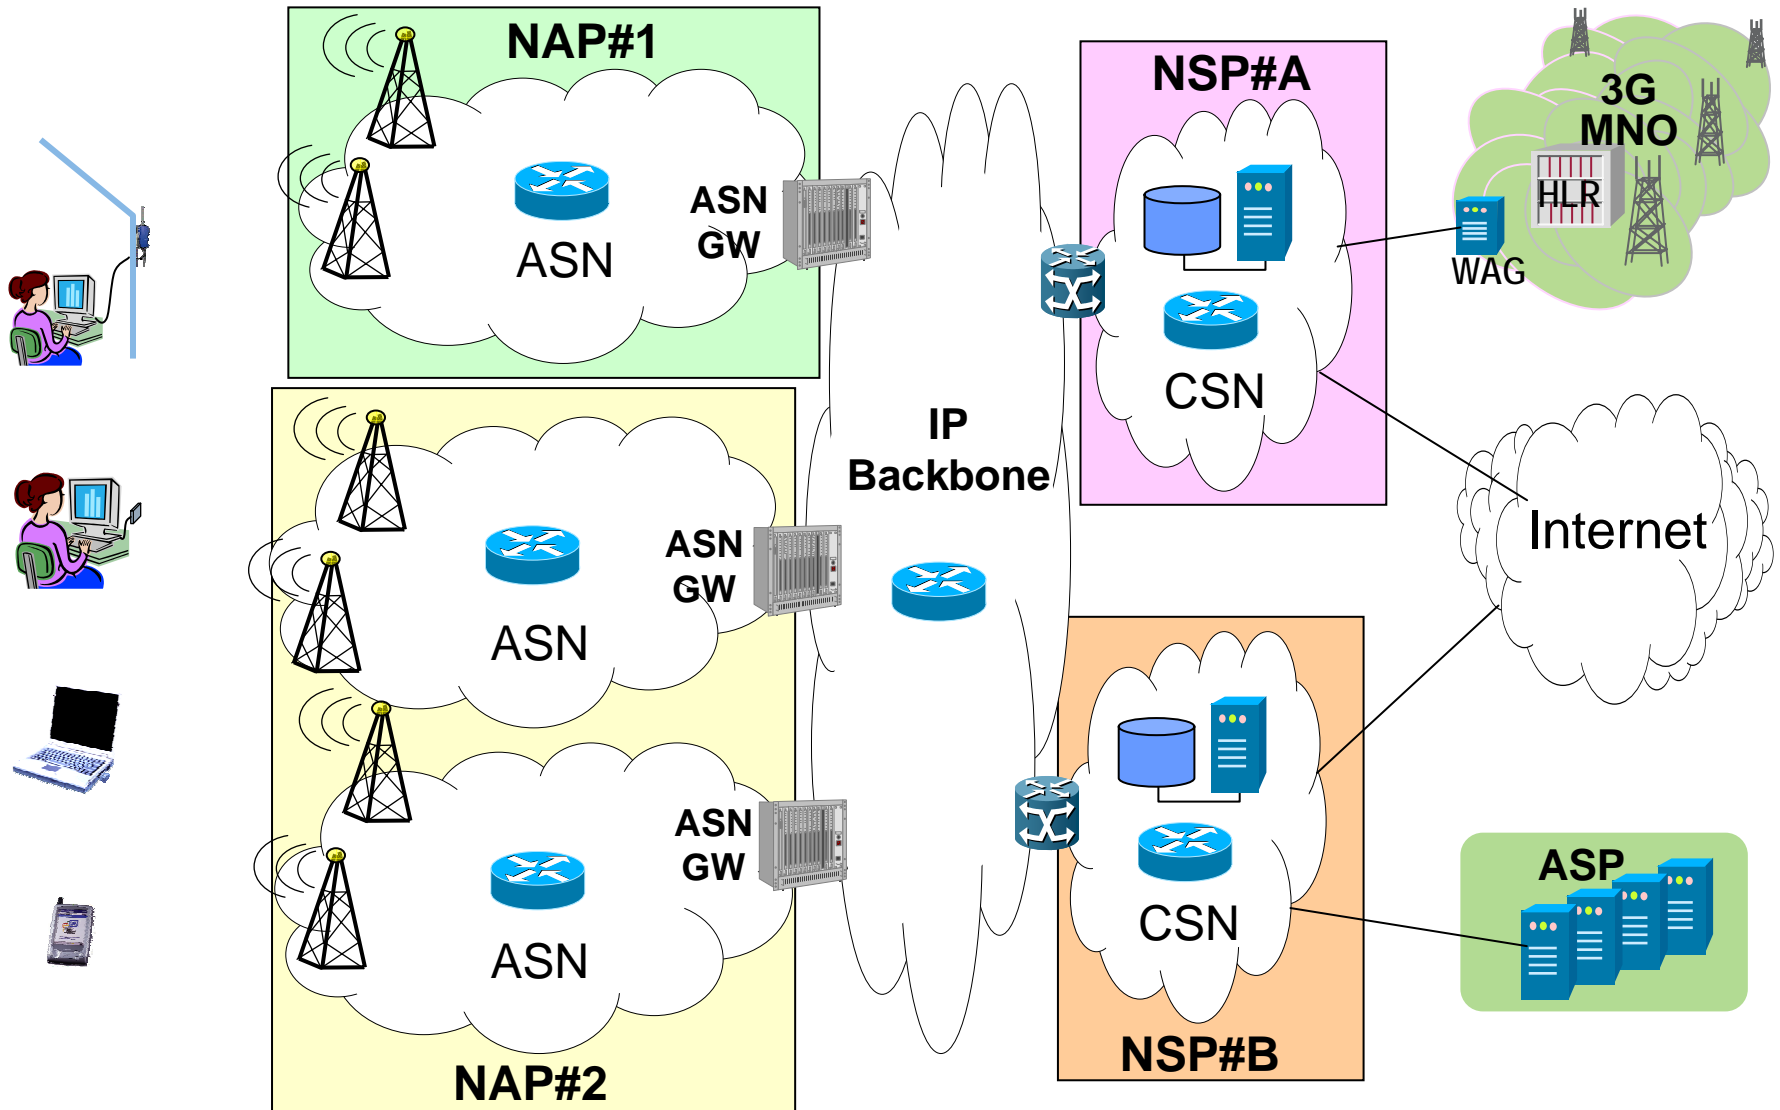 NAP#1
ASN
GW
ASN
NSP#A
CSN
3G
MNO
HLR
WAG
IP
Backbone
Internet
ASN
GW
ASN
ASN
GW
ASN
NAP#2
CSN
NSP#B
ASP